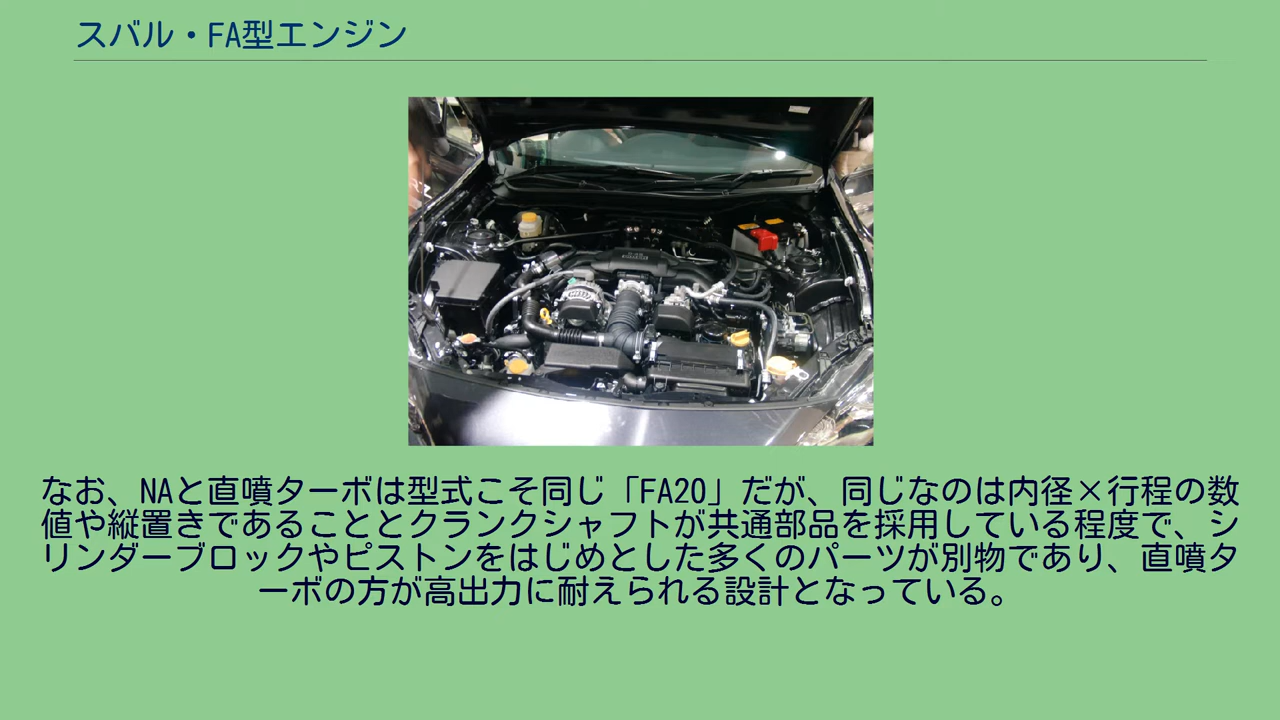 スバル・FA型エンジン
なお、NAと直噴ターボは型式こそ同じ「FA20」だが、同じなのは内径×行程の数
値や縦置きであることとクランクシャフトが共通部品を採用している程度で、シ
リンダーブロックやピストンをはじめとした多くのパーツが別物であり、直噴タ
ーボの方が高出力に耐えられる設計となっている。